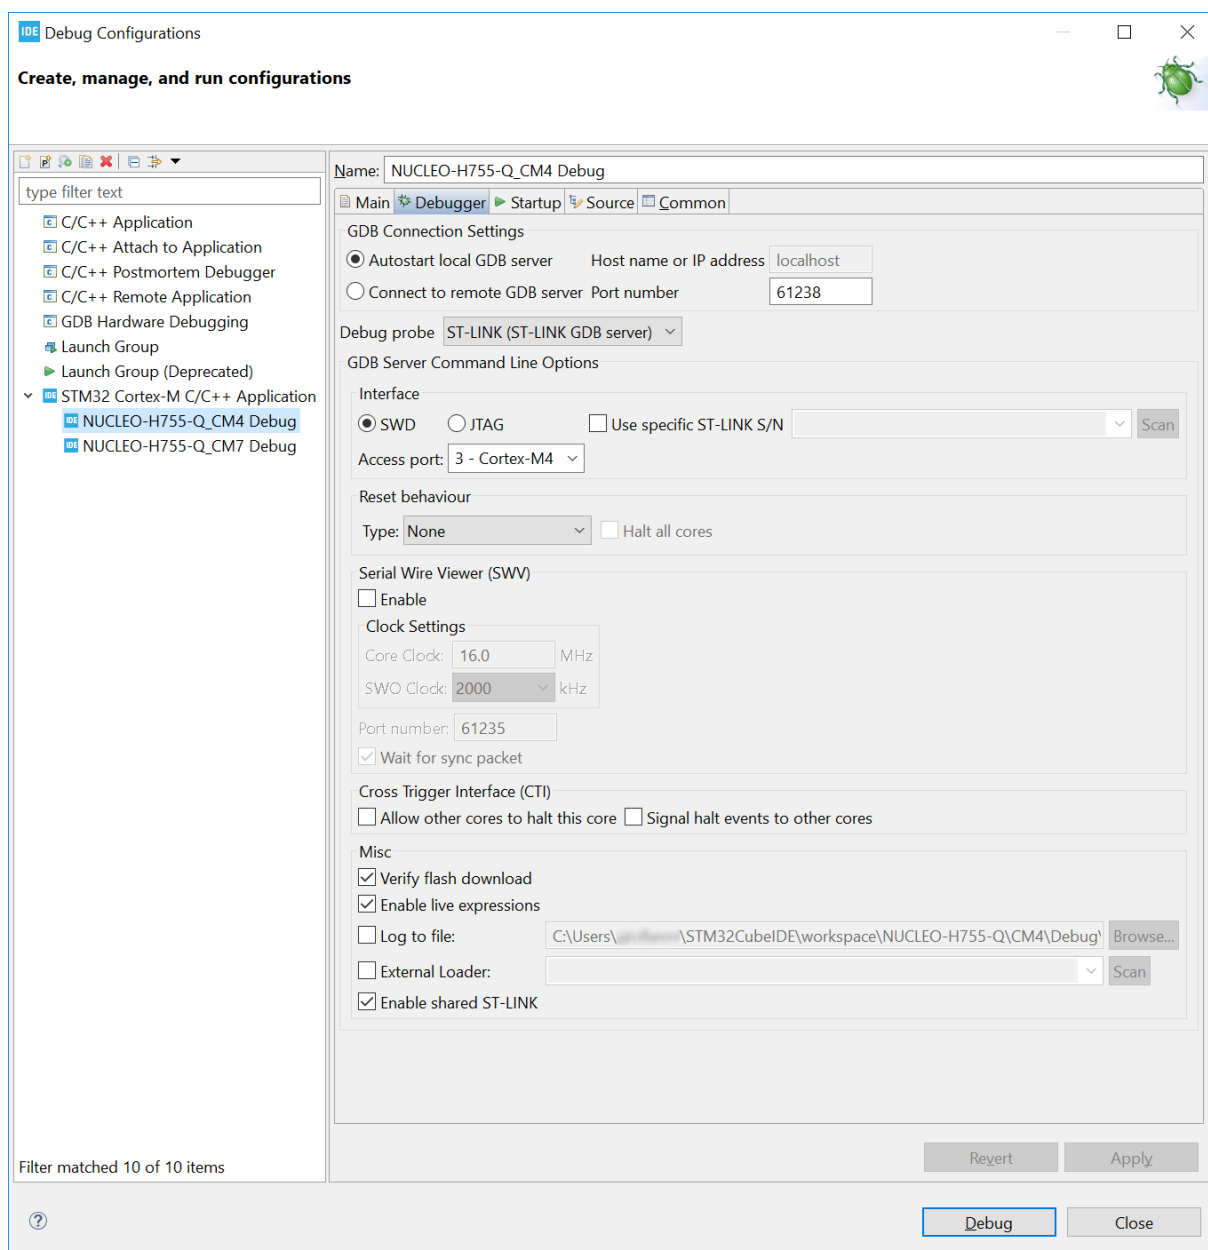 IDE Debug Configurations
Create, manage, and run configurations
type filter text
C/C++ Application
C/C++ Attach to Application
C/C++ Postmortem Debugger
C/C++ Remote Application
GDB Hardware Debugging
Launch Group
Launch Group (Deprecated)
IDE STM32 Cortex-M C/C++ Application
IDE NUCLEO-H755-Q_CM4 Debug
IDE NUCLEO-H755-Q_CM7 Debug
Filter matched 10 of 10 items
Name: NUCLEO-H755-Q_CM4 Debug
Main Debugger Startup Source Common
GDB Connection Settings
Autostart local GDB server Host name or IP address localhost
Connect to remote GDB server Port number 61238
Debug probe ST-LINK (ST-LINK GDB server)
GDB Server Command Line Options
Interface
SWD JTAG Use specific ST-LINK S/N Scan
Access port: 3 - Cortex-M4
Reset behaviour
Type: None Halt all cores
Serial Wire Viewer (SWV)
Enable
Clock Settings
Core Clock: 16.0 MHz
SWO Clock: 2000 kHz
Port number: 61235
Wait for sync packet
Cross Trigger Interface (CTI)
Allow other cores to halt this core Signal halt events to other cores
Misc
Verify flash download
Enable live expressions
Log to file: C:\Users\ \STM32CubeIDE\workspace\NUCLEO-H755-Q\CM4\Debug\ Browse...
External Loader: Scan
Enable shared ST-LINK
Revert Apply
? Debug Close